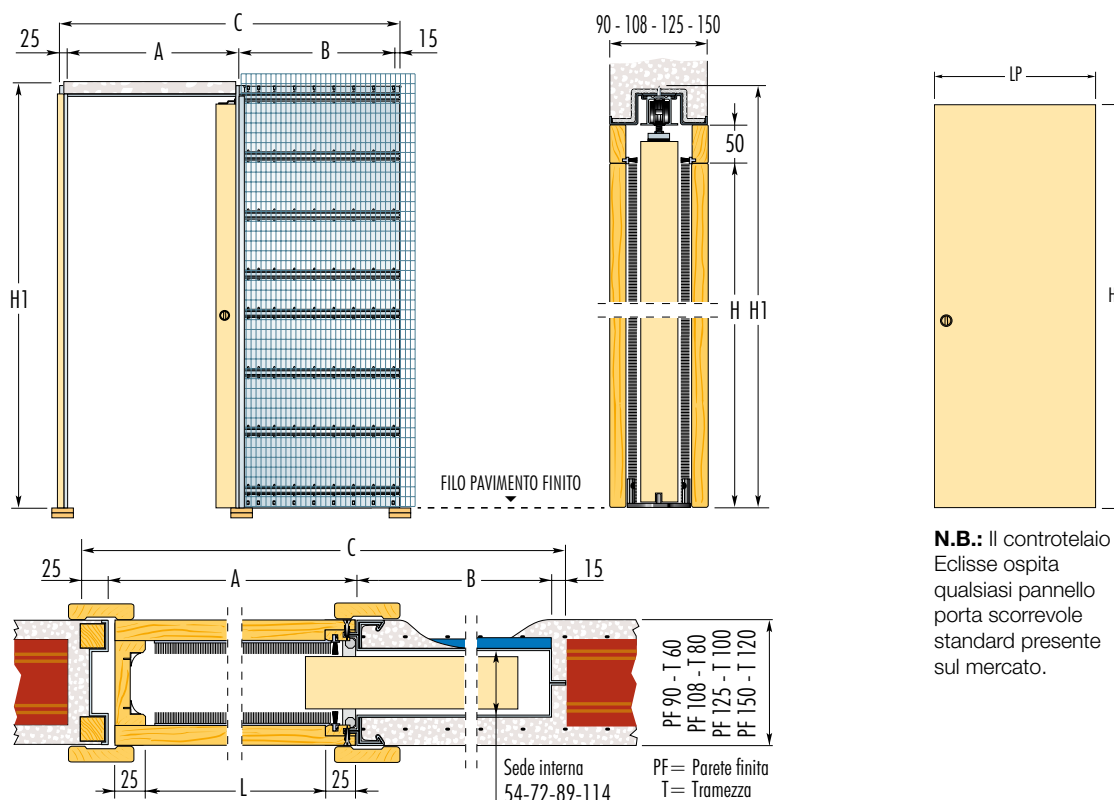 C
25
A
B
15
H1
FILO PAVIMENTO FINITO
90 - 108 - 125 - 150
50
H
H1
LP
H
N.B.: Il controtelaio
Eclisse ospita
qualsiasi pannello
porta scorrevole
standard presente
sul mercato.
C
25
A
B
15
PF 90 - T 60
PF 108 - T 80
PF 125 - T 100
PF 150 - T 120
25
L
25
Sede interna
54-72-89-114
PF= Parete finita
T= Tramezza